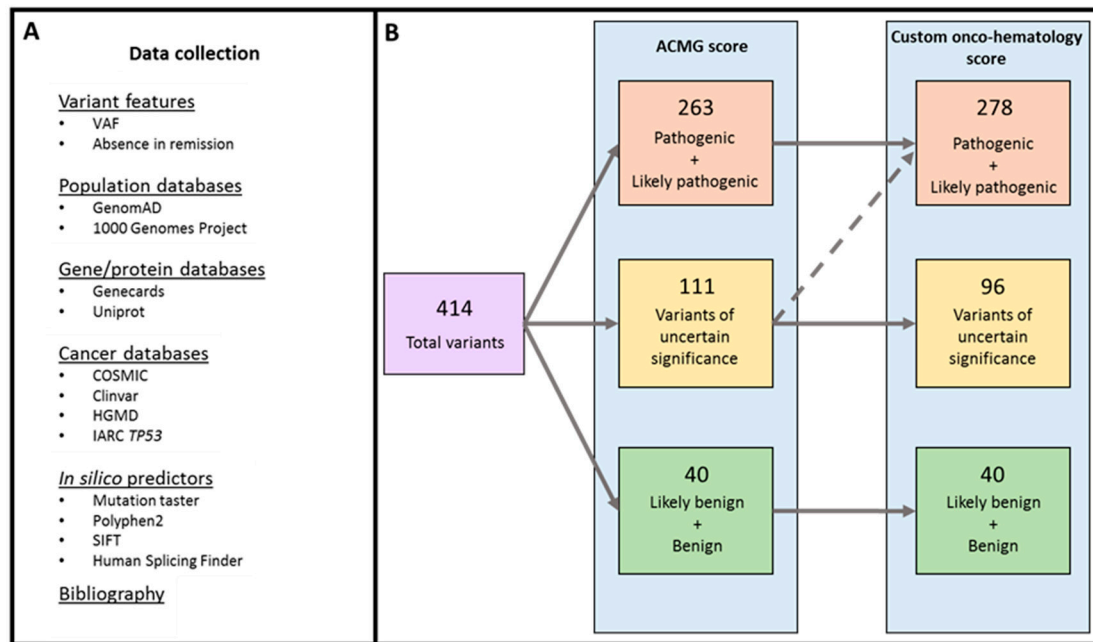 A
Data collection
Variant features
• VAF
• Absence in remission
Population databases
• GenomAD
• 1000 Genomes Project
Gene/protein databases
• Genecards
• Uniprot
Cancer databases
• COSMIC
• Clinvar
• HGMD
• IARC TP53
In silico predictors
• Mutation taster
• Polyphen2
• SIFT
• Human Splicing Finder
Bibliography
B
414
Total variants
ACMG score
263
Pathogenic
+
Likely pathogenic
111
Variants of
uncertain
significance
40
Likely benign
+
Benign
Custom onco-hematology
score
278
Pathogenic
+
Likely pathogenic
96
Variants of
uncertain
significance
40
Likely benign
+
Benign